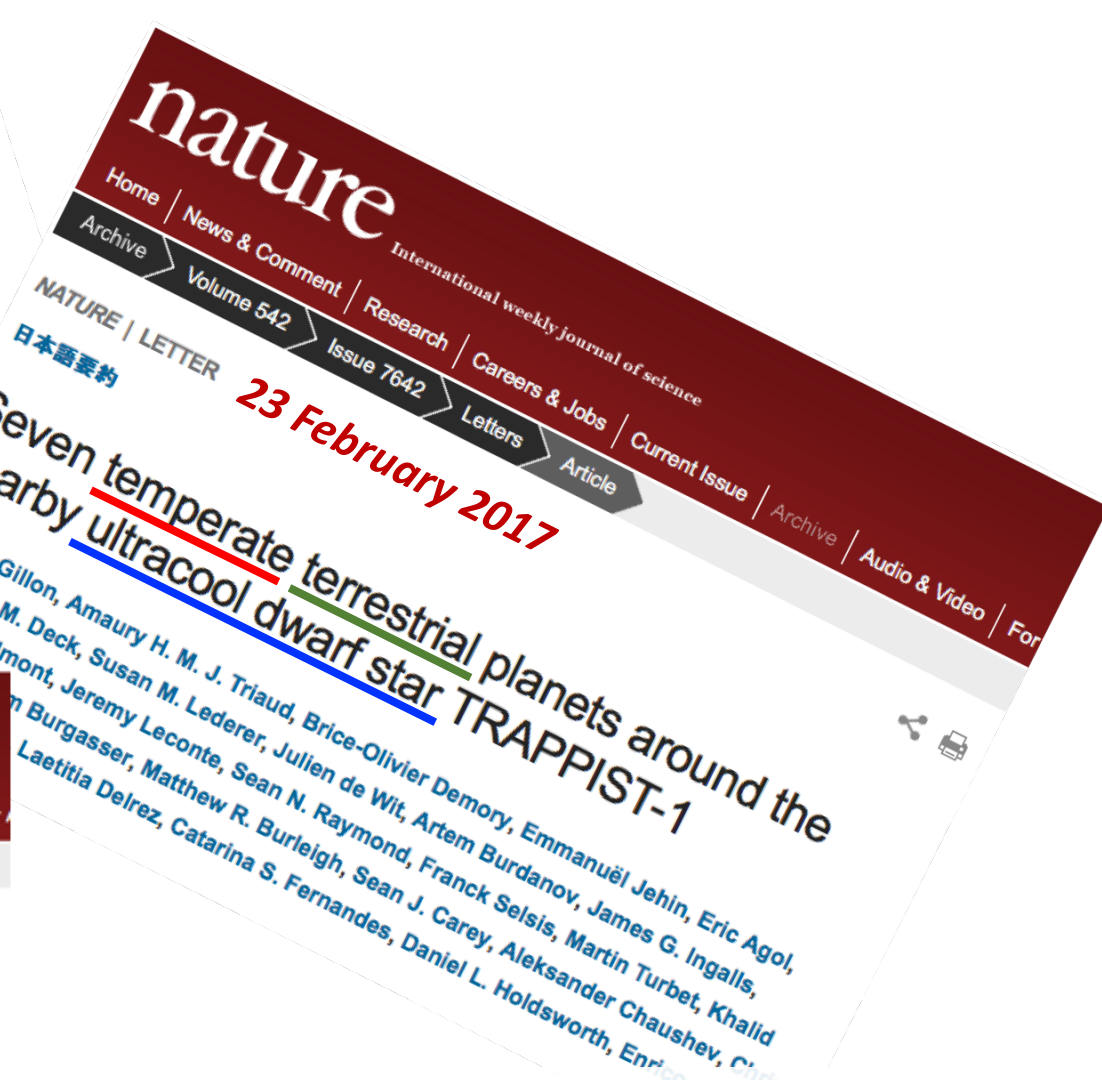 nature
International weekly journal of science
Home | News & Comment | Research | Careers & Jobs | Current Issue | Archive | Audio & Video | For
Archive Volume 542 Issue 7642 Letters Article
NATURE | LETTER
日本語要約
23 February 2017
Seven temperate terrestrial planets around the
arby ultracool dwarf star TRAPPIST-1
Gillon, Amaury H. M. J. Triaud, Brice-Olivier Demory, Emmanuël Jehin, Eric Agol,
M. Deck, Susan M. Lederer, Julien de Wit, Artem Burdanov, James G. Ingalls,
lmont, Jeremy Leconte, Sean N. Raymond, Franck Selsis, Martin Turbet, Khalid
m Burgasser, Matthew R. Burleigh, Sean J. Carey, Aleksander Chaushev, Chri
Laetitia Delrez, Catarina S. Fernandes, Daniel L. Holdsworth, Enrico